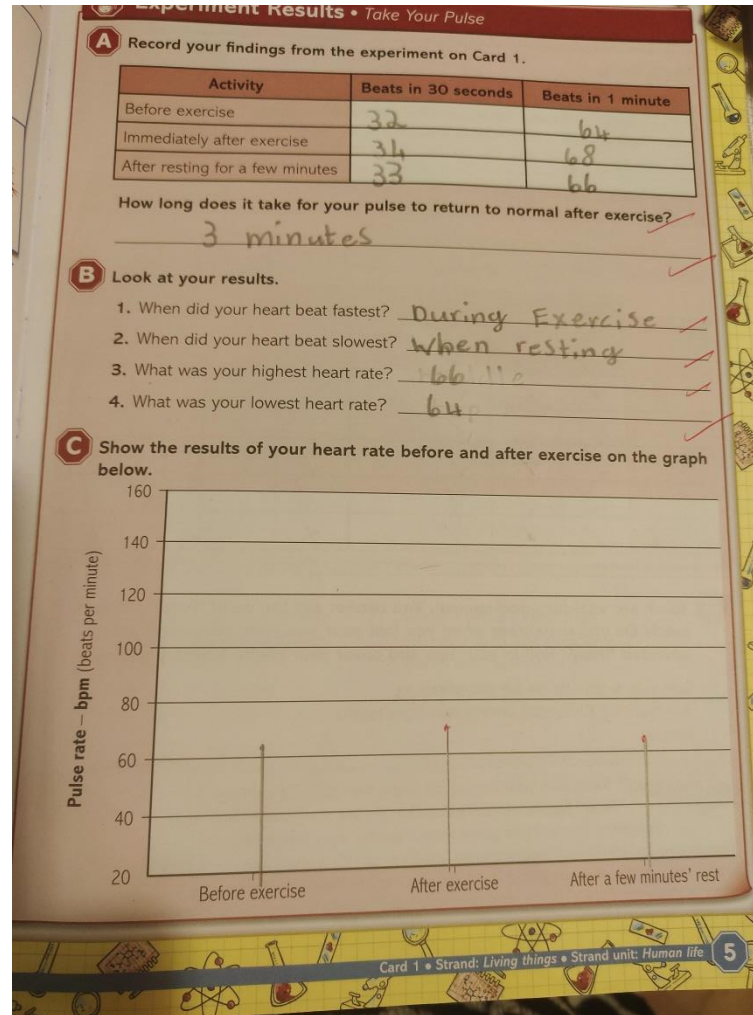 Experiment Results • Take Your Pulse
A Record your findings from the experiment on Card 1.
Activity Beats in 30 seconds Beats in 1 minute
Before exercise 32 64
Immediately after exercise 34 68
After resting for a few minutes 33 66
How long does it take for your pulse to return to normal after exercise?
3 minutes
B Look at your results.
1. When did your heart beat fastest? During Exercise
2. When did your heart beat slowest? When resting
3. What was your highest heart rate? 66
4. What was your lowest heart rate? 64
C Show the results of your heart rate before and after exercise on the graph
below.
160
140
120
100
80
60
40
20
Pulse rate – bpm (beats per minute)
Before exercise After exercise After a few minutes' rest
Card 1 • Strand: Living things • Strand unit: Human life 5